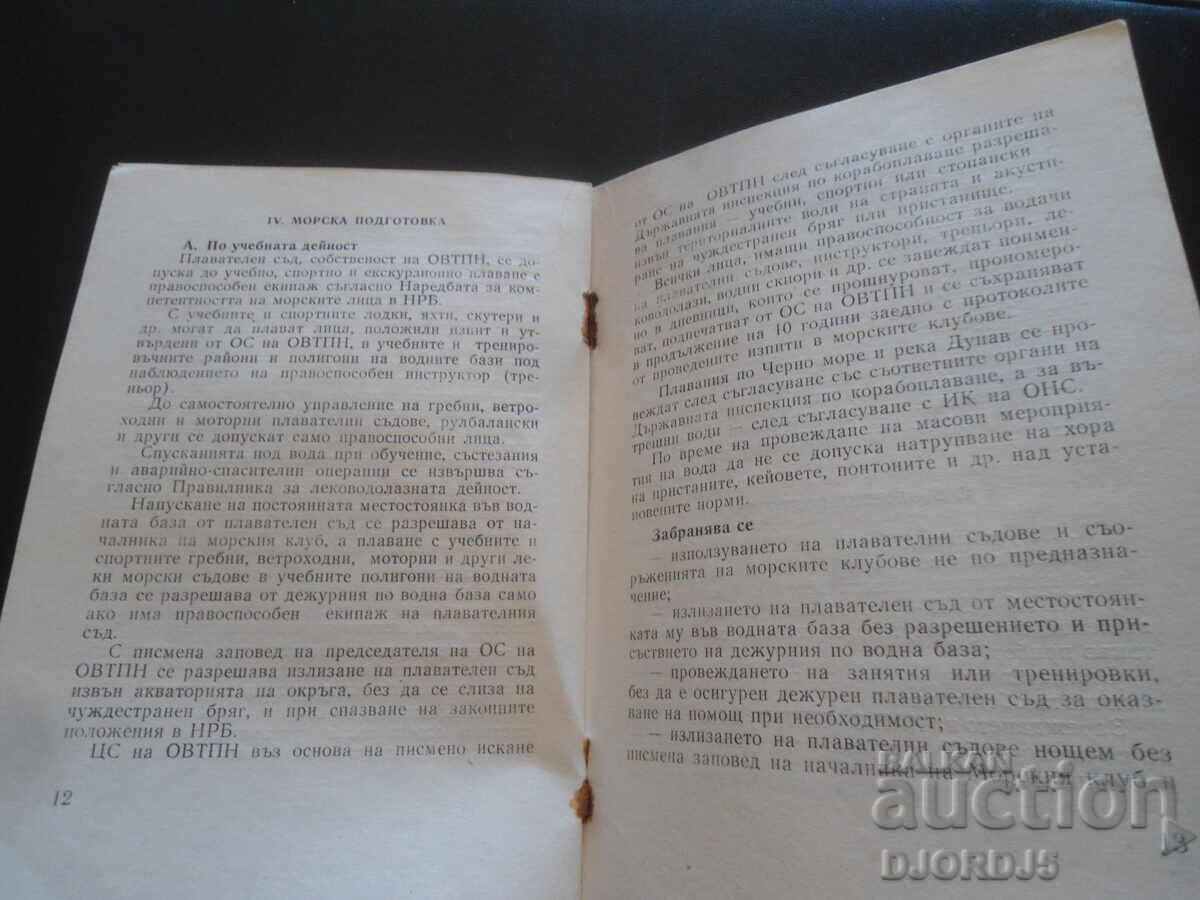 IV. МОРСКА ПОДГОТОВКА
А. По учебната дейност
Плавателен съд, собственост на ОВТПН, се до-
пуска до учебно, спортно и екскурзионно плаване с
правоспособен екипаж съгласно Наредбата за ком-
петентността на морските лица в НРБ.
С учебните и спортните лодки, яхти, скутери и
др. могат да плават лица, положили изпит и ут-
върдени от ОС на ОВТПН, в учебните и трениро-
въчните райони и полигони на водните бази под
наблюдението на правоспособен инструктор (тре-
ньор).
До самостоятелно управление на гребни, ветро-
ходни и моторни плавателни съдове, рулбалански
и други се допускат само правоспособни лица.
Спусканията под вода при обучение, състезания
и аварийно-спасителни операции се извършва съ-
гласно Правилника за леководолазната дейност.
Напускане на постоянната местостоянка във вод-
ната база от плавателен съд се разрешава от на-
чалника на морския клуб, а плаване с учебните и
спортните гребни, ветроходни, моторни и други ле-
ки морски съдове в учебните полигони на водната
база се разрешава от дежурния по водна база само
ако има правоспособен екипаж на плавателния
съд.
С писмена заповед на председателя на ОС на
ОВТПН се разрешава излизане на плавателен съд
извън акваторията на окръга, без да се слиза на
чуждестранен бряг, и при спазване на законните
положения в НРБ.
ЦС на ОВТПН въз основа на писмено искане
12
от ОС на ОВТПН след съгласуване с органите на
Държавната инспекция по корабоплаване разреша-
ва плавания — учебни, спортни или стопански
извън териториалните води на страната и акусти-
ране на чуждестранен бряг или пристанище.
Всички лица, имащи правоспособност за водачи
на плавателни съдове, инструктори, треньори, ле-
ководолази, водни скиори и др. се завеждат поимен-
но в дневници, които се прошнуроват, прономеро-
ват, подпечатват от ОС на ОВТПН и се съхраняват
в продължение на 40 години заедно с протоколите
от проведените изпити в морските клубове.
Плавания по Черно море и река Дунав се про-
веждат след съгласуване със съответните органи на
Държавната инспекция по корабоплаване, а за въ-
трешни води — след съгласуване с ИК на ОНС.
По време на провеждане на масови мероприя-
тия на вода да не се допуска натрупване на хора
на пристаните, кейовете, понтоните и др. над уста-
новените норми.
Забранява се
— използуването на плавателни съдове и съо-
ръженията на морските клубове не по предназна-
чение;
— излизането на плавателен съд от местостоян-
ката му във водната база без разрешението и при-
съствието на дежурния по водна база;
— провеждането на занятия или тренировки,
без да е осигурен дежурен плавателен съд за оказ-
ване на помощ при необходимост;
— излизането на плавателни съдове нощем без
писмена заповед на началника на Морския клуб и
BALKAN
auction
DJORDJ5